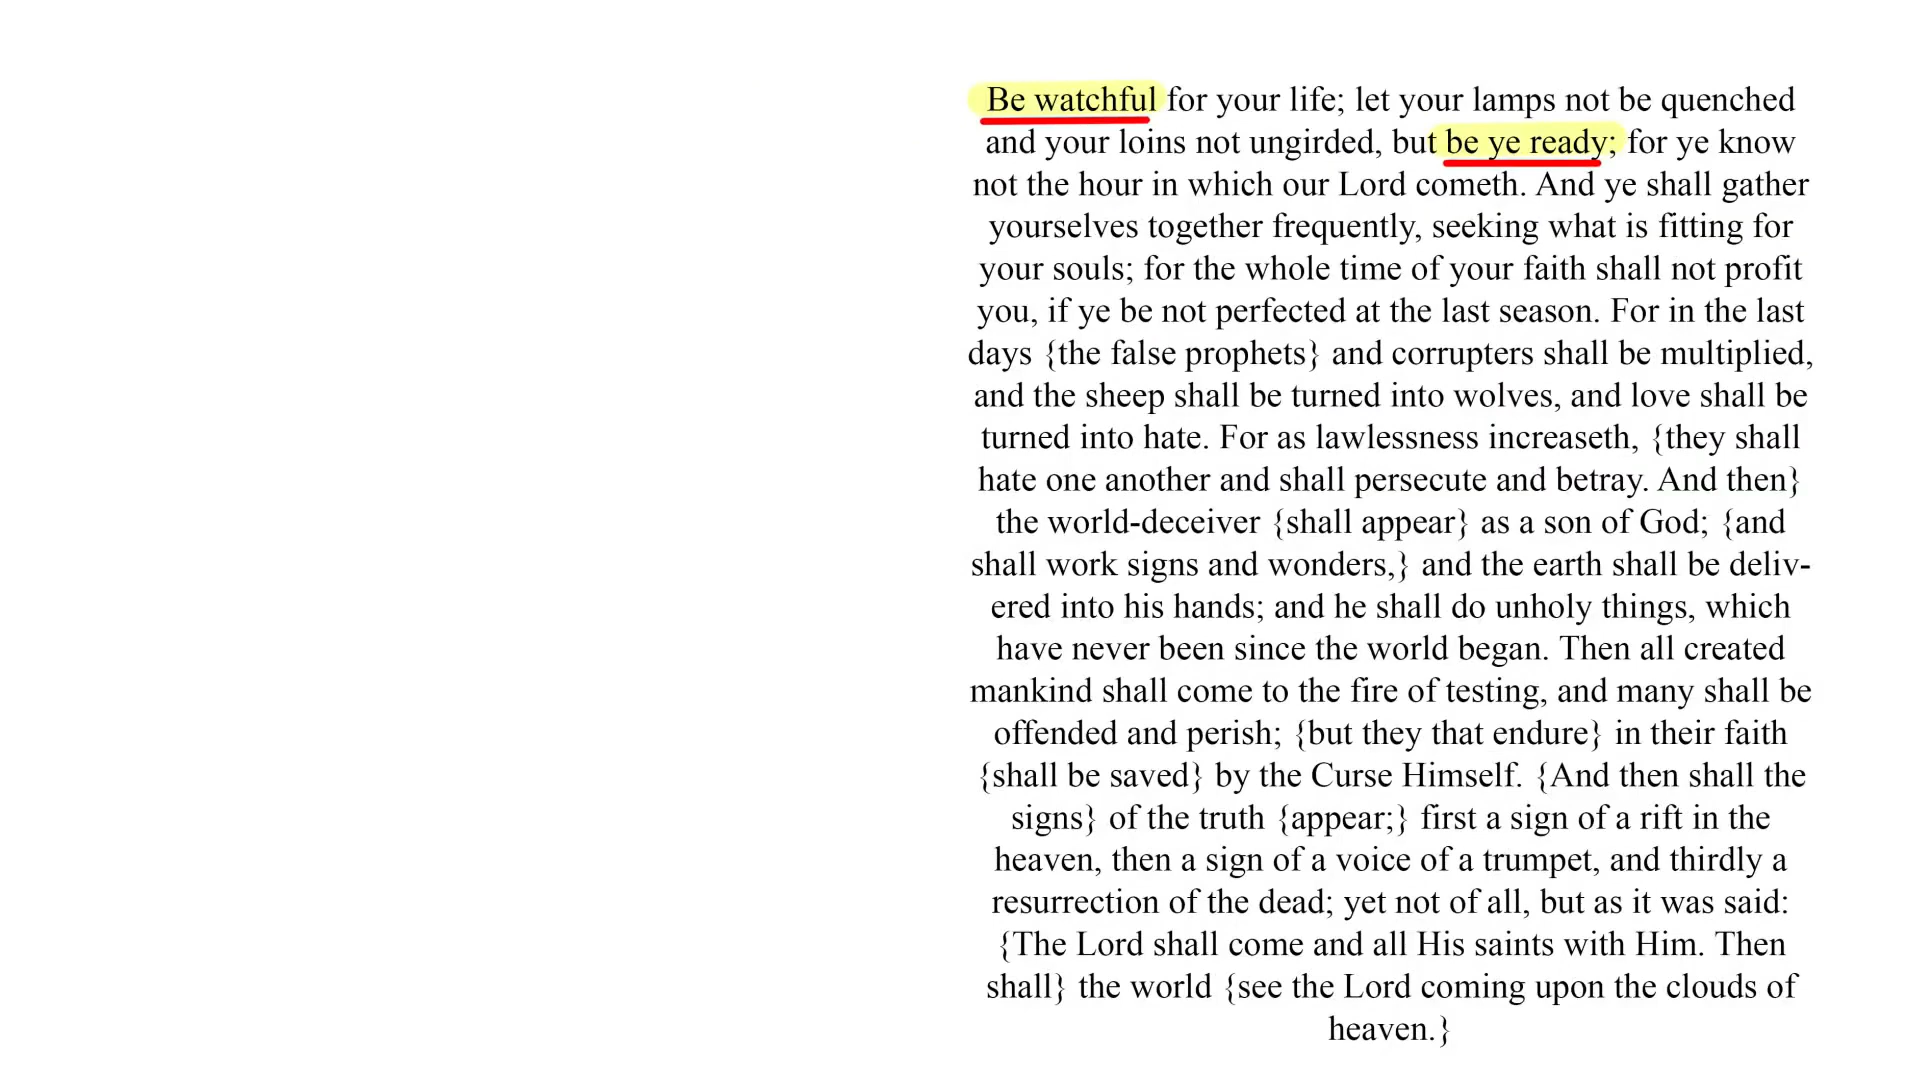 Be watchful for your life; let your lamps not be quenched
and your loins not ungirded, but be ye ready; for ye know
not the hour in which our Lord cometh. And ye shall gather
yourselves together frequently, seeking what is fitting for
your souls; for the whole time of your faith shall not profit
you, if ye be not perfected at the last season. For in the last
days {the false prophets} and corrupters shall be multiplied,
and the sheep shall be turned into wolves, and love shall be
turned into hate. For as lawlessness increaseth, {they shall
hate one another and shall persecute and betray. And then}
the world-deceiver {shall appear} as a son of God; {and
shall work signs and wonders,} and the earth shall be deliv-
ered into his hands; and he shall do unholy things, which
have never been since the world began. Then all created
mankind shall come to the fire of testing, and many shall be
offended and perish; {but they that endure} in their faith
{shall be saved} by the Curse Himself. {And then shall the
signs} of the truth {appear;} first a sign of a rift in the
heaven, then a sign of a voice of a trumpet, and thirdly a
resurrection of the dead; yet not of all, but as it was said:
{The Lord shall come and all His saints with Him. Then
shall} the world {see the Lord coming upon the clouds of
heaven.}